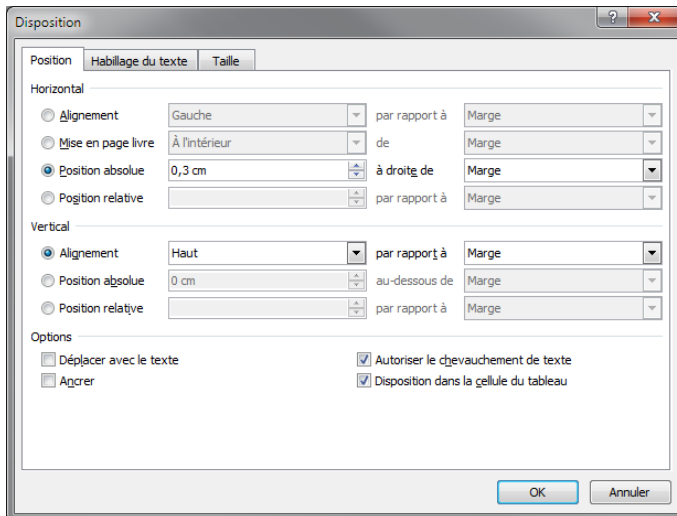 Disposition
Position Habillage du texte Taille
Horizontal
Alignement Gauche par rapport à Marge
Mise en page livre À l'intérieur de Marge
Position absolue 0,3 cm à droite de Marge
Position relative par rapport à Marge
Vertical
Alignement Haut par rapport à Marge
Position absolue 0 cm au-dessous de Marge
Position relative par rapport à Marge
Options
Déplacer avec le texte Autoriser le chevauchement de texte
Ancrer Disposition dans la cellule du tableau
OK Annuler